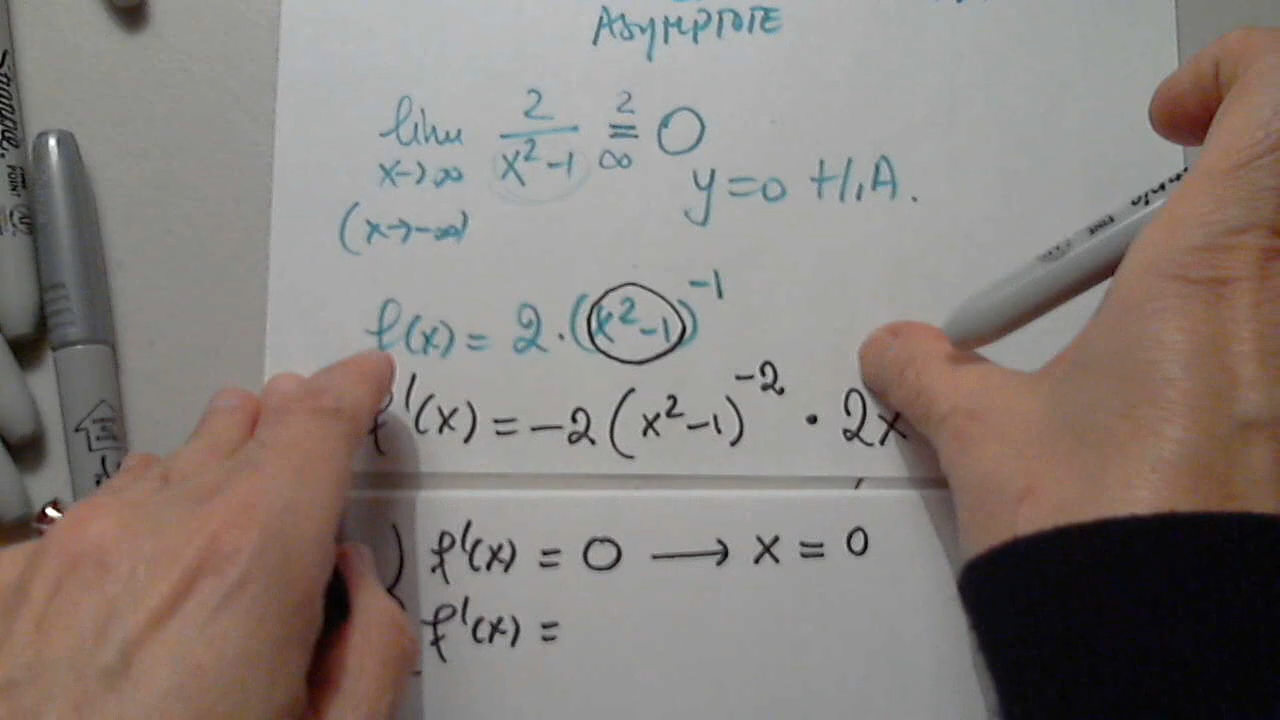 ASYMPTOTE
lim x→∞ 2/(x²-1) 2/∞ = 0
(x→-∞)
y=0 H.A.
f(x) = 2·(x²-1)⁻¹
f'(x) = -2(x²-1)⁻² · 2x
) f'(x) = 0 → x = 0
f'(x) =